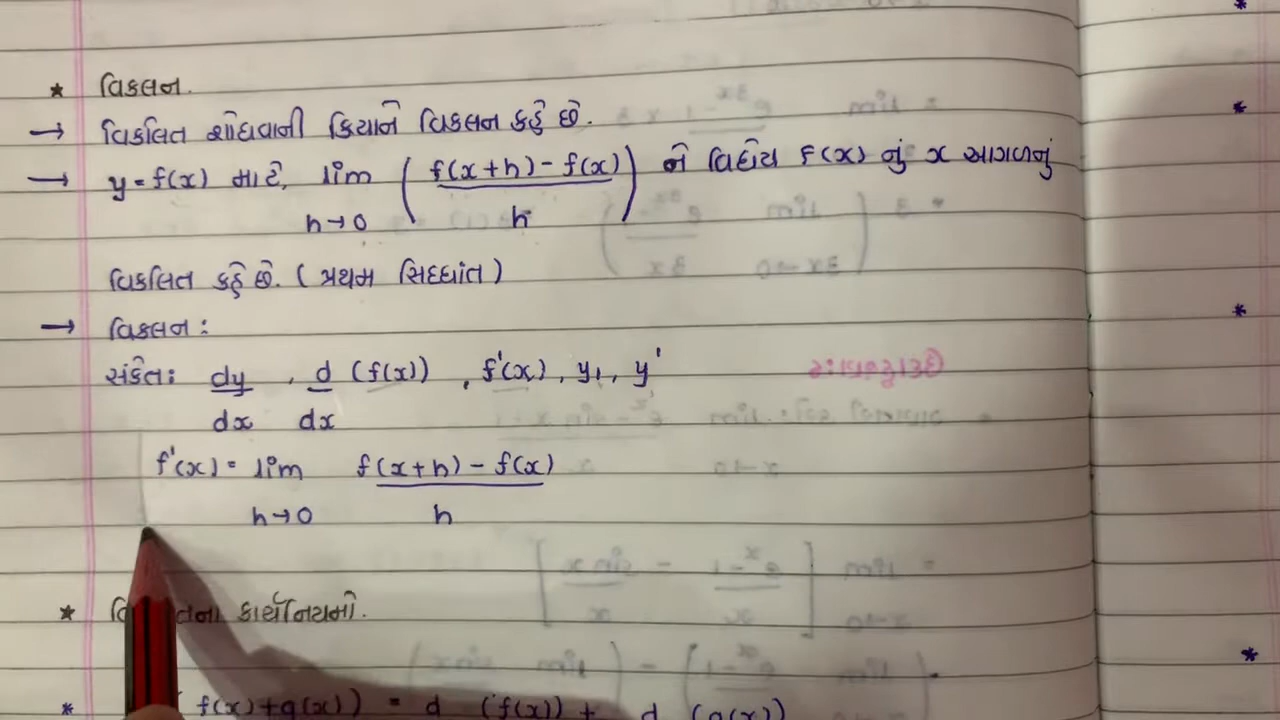 * વિકલન.
→ વિકલિત શોધવાની ક્રિયાને વિકલન કહે છે.
→ y = f(x) માટે, lim h→0 ( f(x+h) - f(x) / h ) ને વિધેય f(x) નું x આગળનું
વિકલિત કહે છે. (પ્રથમ સિદ્ધાંત)
→ વિકલન:
સંકેત: dy/dx , d/dx (f(x)) , f'(x) , y₁ , y'
f'(x) = lim h→0 f(x+h) - f(x) / h
* કાર્યનિયમો.
* f(x)+g(x)) = d (f(x)) + d (g(x))